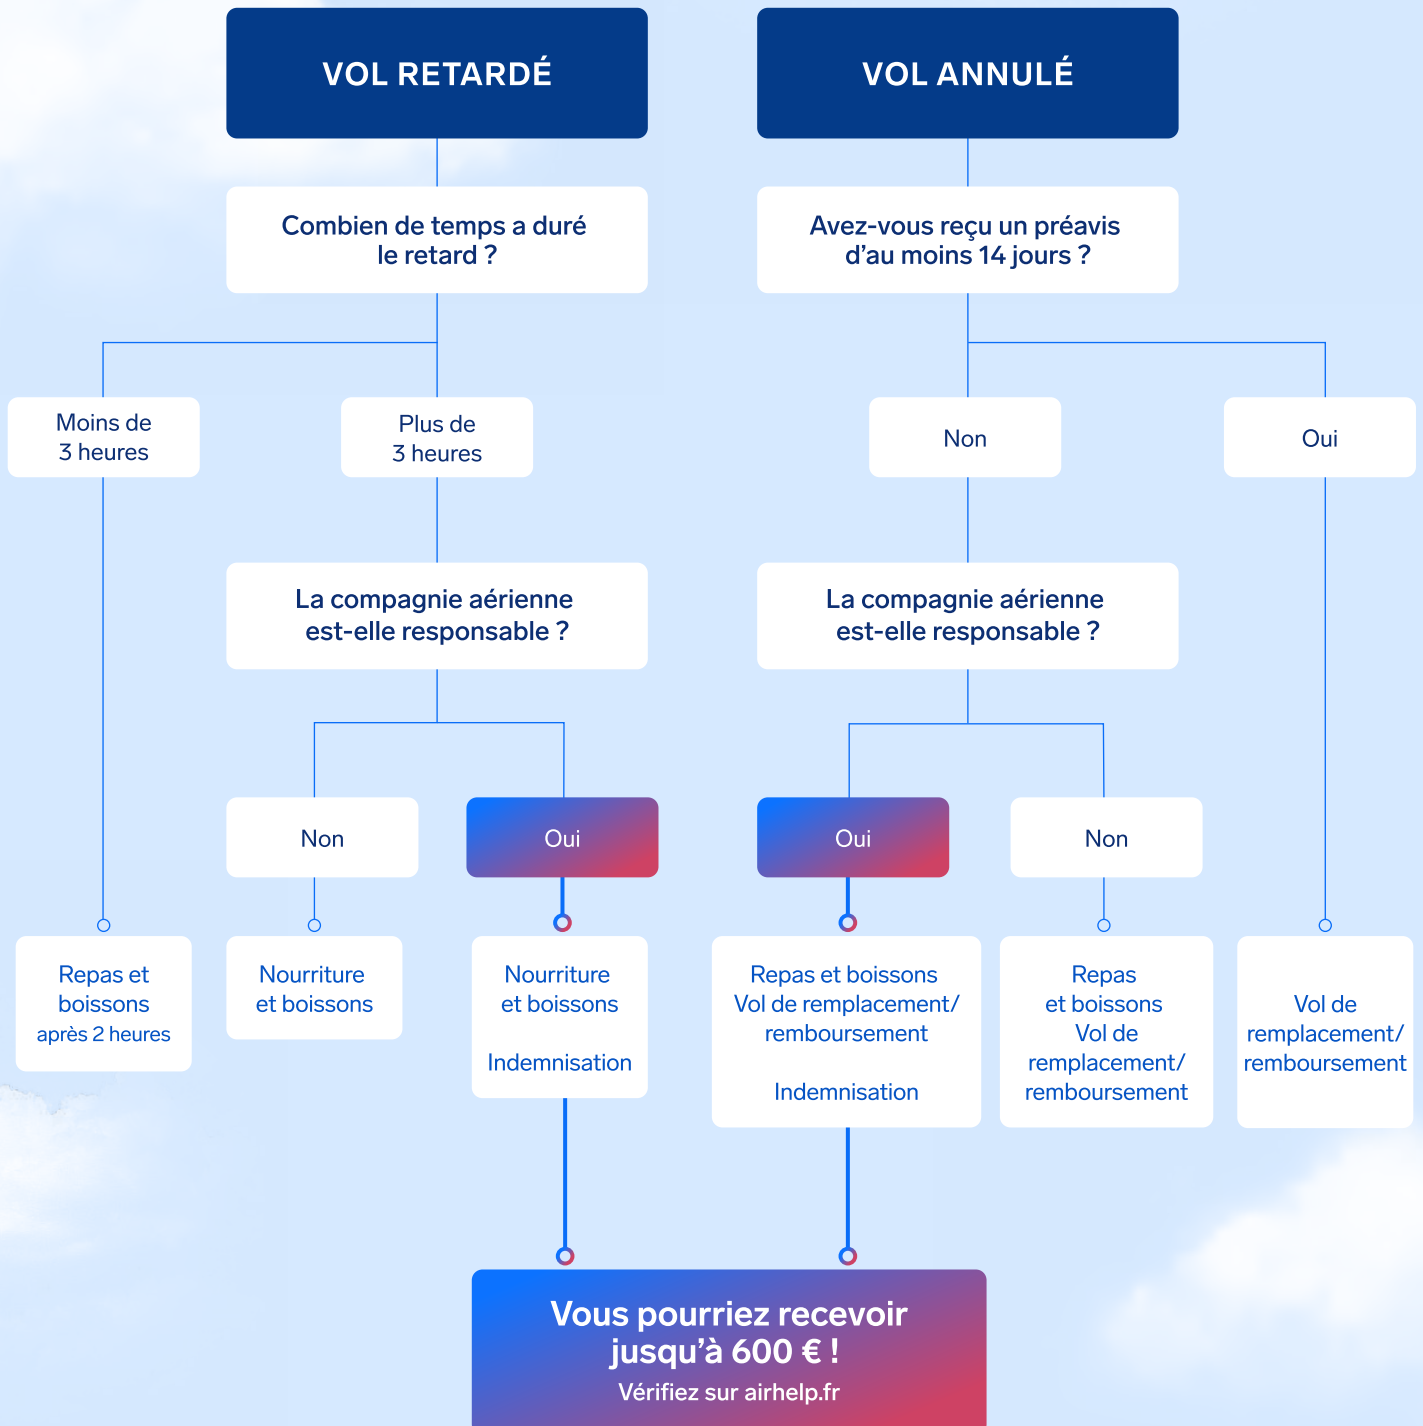 VOL RETARDÉ
VOL ANNULÉ
Combien de temps a duré
le retard ?
Avez-vous reçu un préavis
d’au moins 14 jours ?
Moins de
3 heures
Plus de
3 heures
Non
Oui
La compagnie aérienne
est-elle responsable ?
La compagnie aérienne
est-elle responsable ?
Non
Oui
Oui
Non
Repas et
boissons
après 2 heures
Nourriture
et boissons
Nourriture
et boissons
Indemnisation
Repas et boissons
Vol de remplacement/
remboursement
Indemnisation
Repas
et boissons
Vol de
remplacement/
remboursement
Vol de
remplacement/
remboursement
Vous pourriez recevoir
jusqu’à 600 € !
Vérifiez sur airhelp.fr